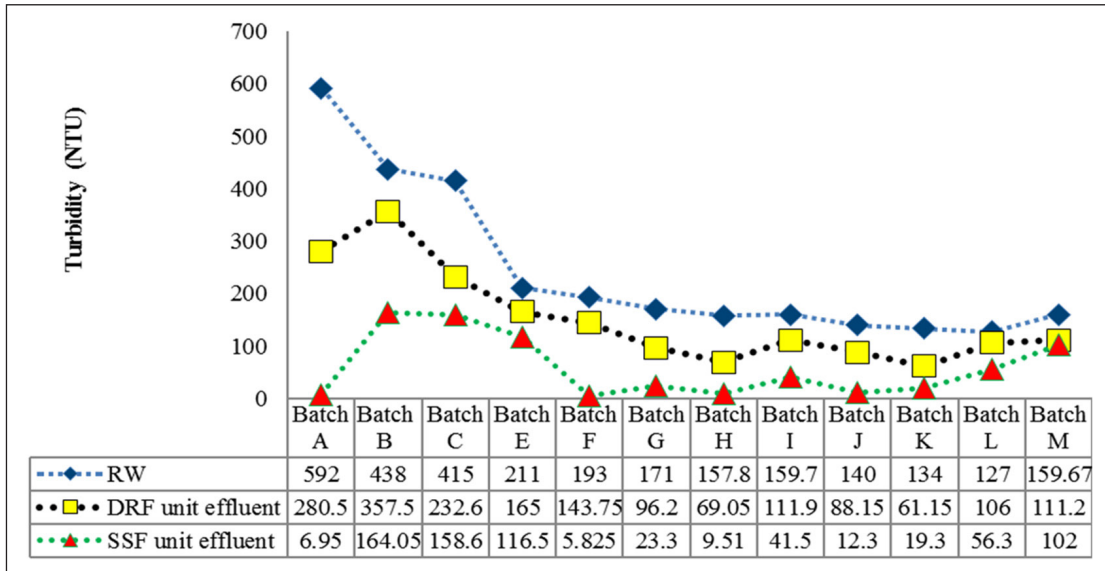 700
600
500
400
300
200
100
0
Turbidity (NTU)
Batch A Batch B Batch C Batch E Batch F Batch G Batch H Batch I Batch J Batch K Batch L Batch M
RW 592 438 415 211 193 171 157.8 159.7 140 134 127 159.67
DRF unit effluent 280.5 357.5 232.6 165 143.75 96.2 69.05 111.9 88.15 61.15 106 111.2
SSF unit effluent 6.95 164.05 158.6 116.5 5.825 23.3 9.51 41.5 12.3 19.3 56.3 102